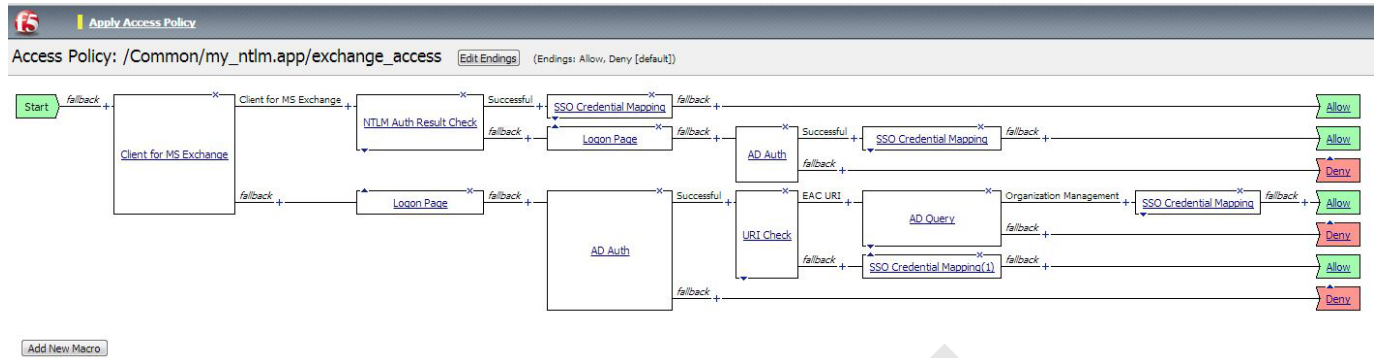 f5 Apply Access Policy
Access Policy: /Common/my_ntlm.app/exchange_access Edit Endings (Endings: Allow, Deny [default])
Start fallback + Client for MS Exchange + Successful + SSO Credential Mapping fallback + Allow
NTLM Auth Result Check
fallback + Logon Page fallback + Successful + SSO Credential Mapping fallback + Allow
Client for MS Exchange
AD Auth
fallback + Deny
fallback + Logon Page fallback + Successful + EAC URI + Organization Management + SSO Credential Mapping fallback + Allow
AD Query
fallback + Deny
URI Check
AD Auth
fallback + SSO Credential Mapping(1) fallback + Allow
fallback + Deny
Add New Macro